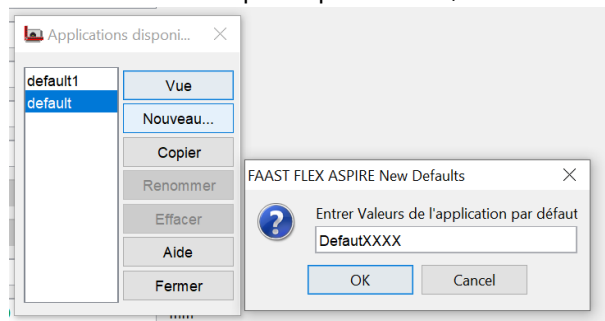 Applications disponi...
default1
default
Vue
Nouveau...
Copier
Renommer
Effacer
Aide
Fermer
FAAST FLEX ASPIRE New Defaults
Entrer Valeurs de l'application par défaut
DefautXXXX
OK
Cancel